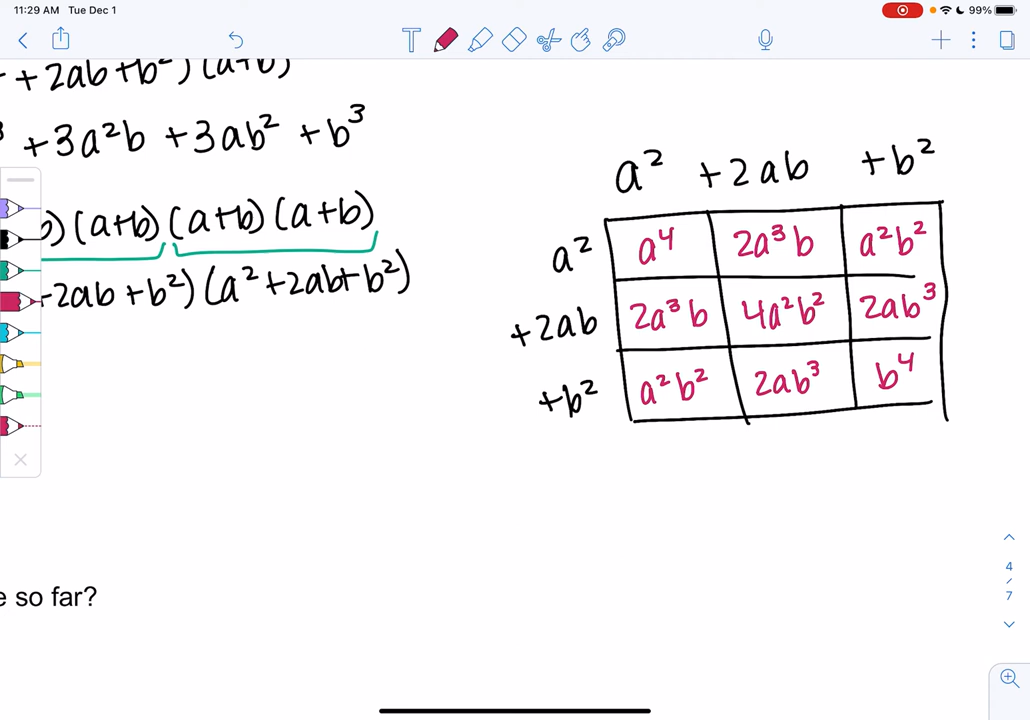 11:29 AM Tue Dec 1
99%
+ 2ab + b²) (a+b)
³ + 3a²b + 3ab² + b³
b) (a+b) (a+b) (a+b)
2ab + b²) (a² + 2ab + b²)
a² + 2ab + b²
a² a⁴ 2a³b a²b²
+2ab 2a³b 4a²b² 2ab³
+b² a²b² 2ab³ b⁴
e so far?
4
/
7